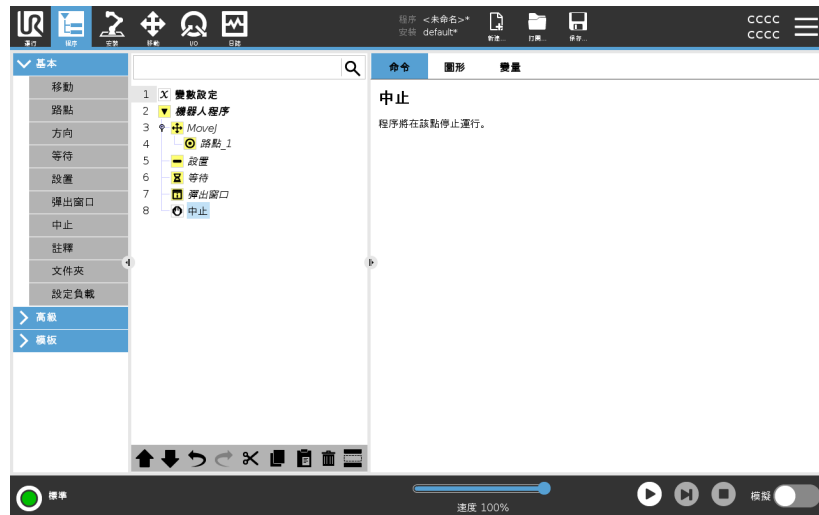 UR
運行
程序
安裝
移動
I/O
日誌
程序 <未命名>*
安裝 default*
新建...
打開...
保存...
CCCC
CCCC
基本
移動
路點
方向
等待
設置
彈出窗口
中止
註釋
文件夾
設定負載
高級
模板
1 X 變數設定
2 機器人程序
3 MoveJ
4 路點_1
5 設置
6 等待
7 彈出窗口
8 中止
命令 圖形 變量
中止
程序將在該點停止運行。
標準
速度 100%
模擬